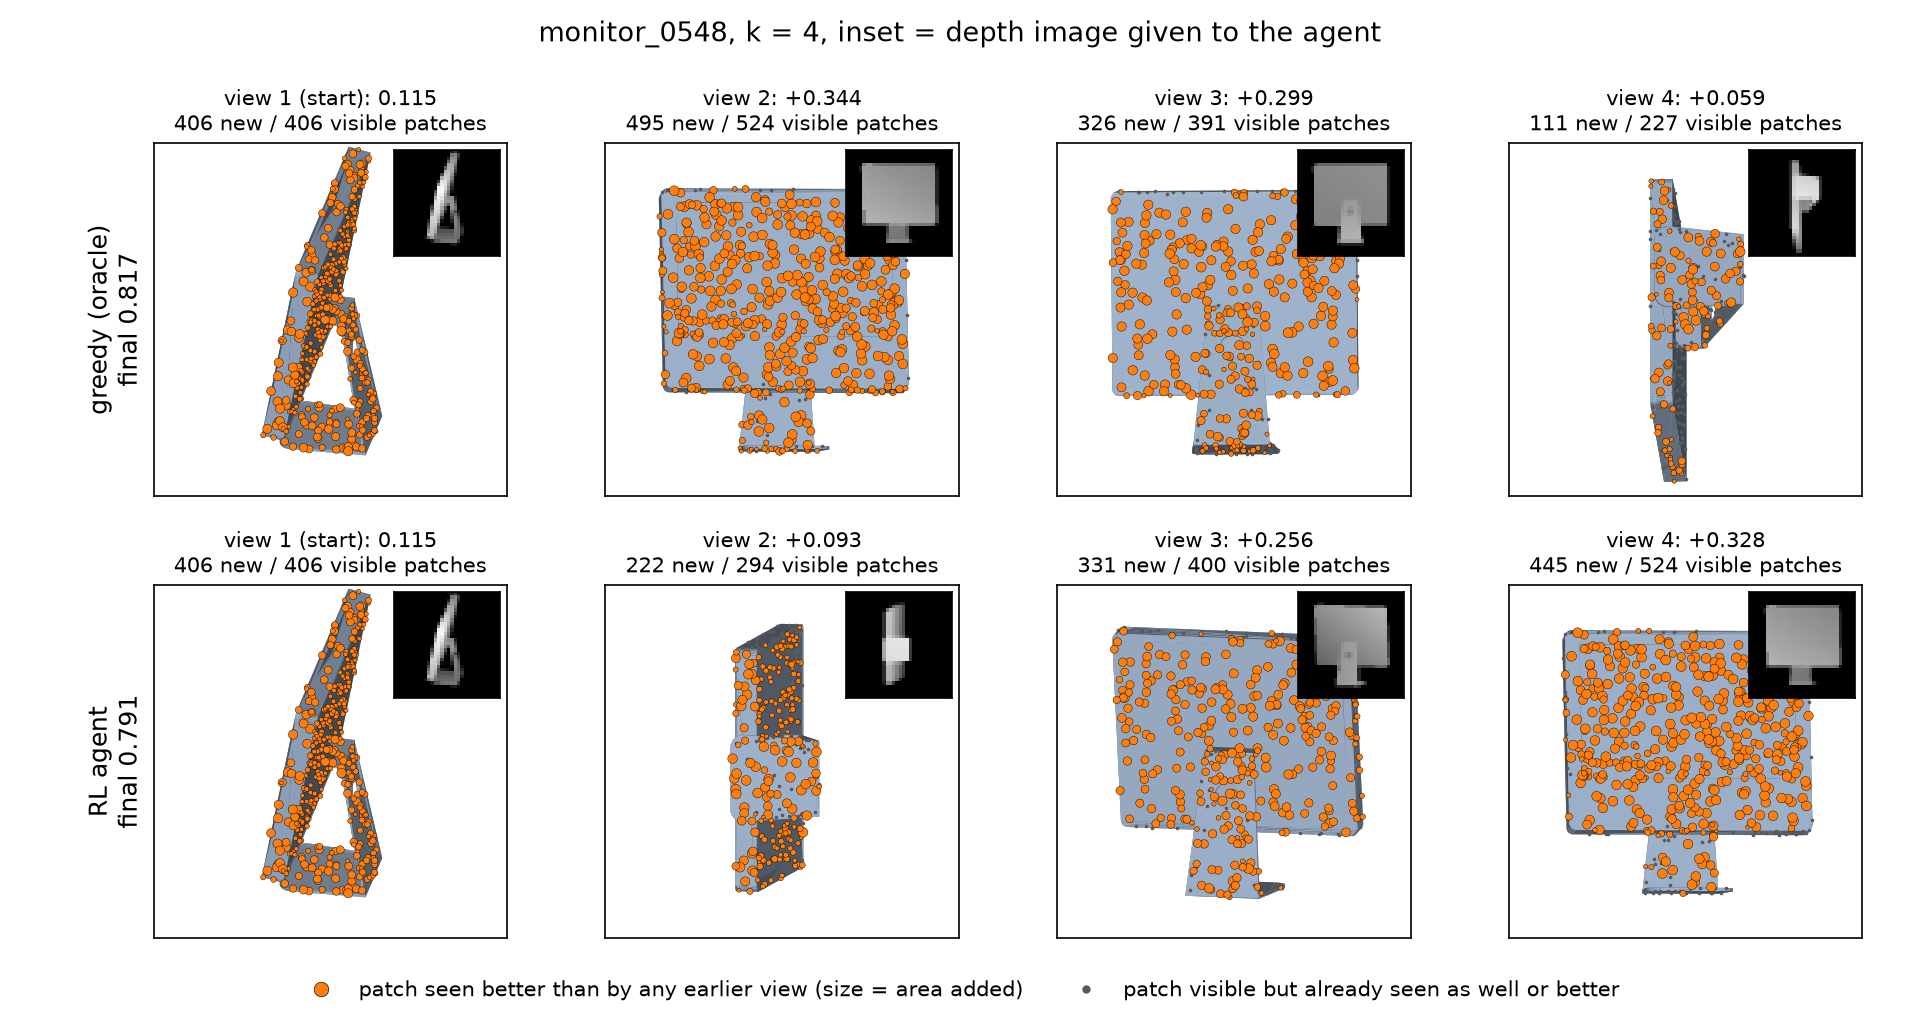 monitor_0548, k = 4, inset = depth image given to the agent
view 1 (start): 0.115
406 new / 406 visible patches
view 2: +0.344
495 new / 524 visible patches
view 3: +0.299
326 new / 391 visible patches
view 4: +0.059
111 new / 227 visible patches
greedy (oracle)
final 0.817
view 1 (start): 0.115
406 new / 406 visible patches
view 2: +0.093
222 new / 294 visible patches
view 3: +0.256
331 new / 400 visible patches
view 4: +0.328
445 new / 524 visible patches
RL agent
final 0.791
patch seen better than by any earlier view (size = area added)
patch visible but already seen as well or better